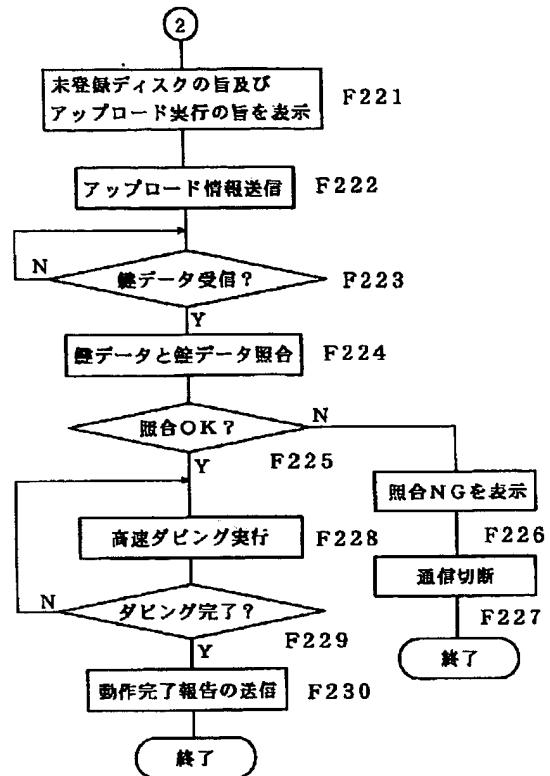 2
未登録ディスクの旨及び
アップロード実行の旨を表示
F221
アップロード情報送信
F222
N
鍵データ受信?
F223
Y
鍵データと錠データ照合
F224
照合OK?
N
F225
Y
照合NGを表示
F226
高速ダビング実行
F228
通信切断
F227
N
ダビング完了?
F229
Y
終了
動作完了報告の送信
F230
終了